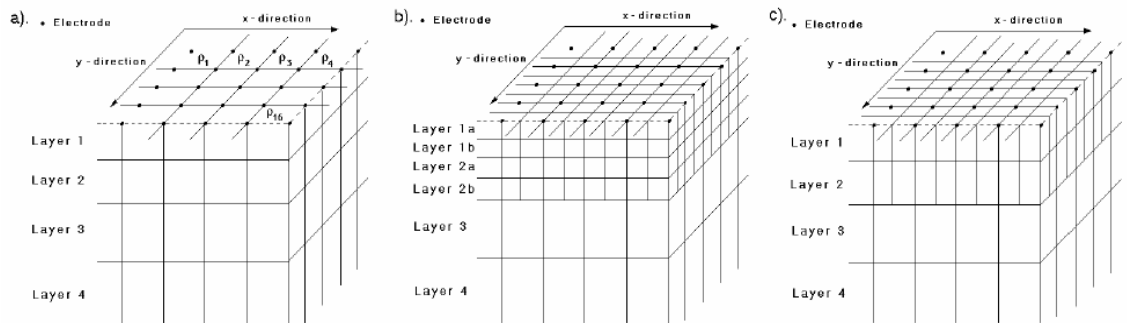 a). • Electrode
x-direction
y-direction
ρ1 ρ2 ρ3 ρ4
ρ16
Layer 1
Layer 2
Layer 3
Layer 4
b).
• Electrode
x-direction
y-direction
Layer 1a
Layer 1b
Layer 2a
Layer 2b
Layer 3
Layer 4
c).
• Electrode
x-direction
y-direction
Layer 1
Layer 2
Layer 3
Layer 4